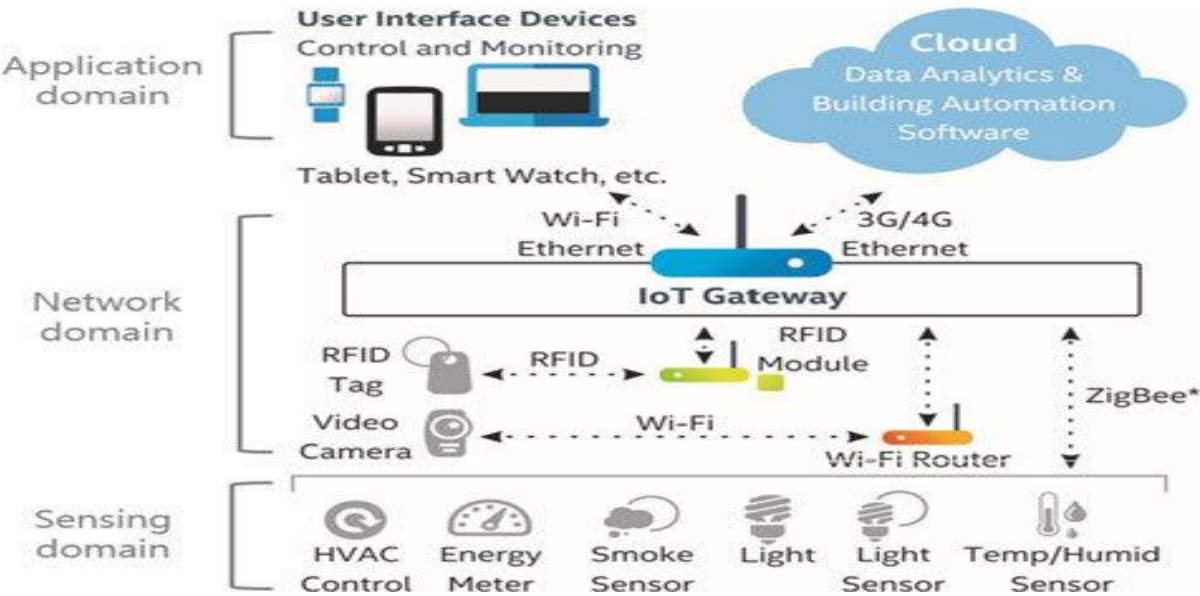 User Interface Devices
Control and Monitoring
Application
domain
Cloud
Data Analytics &
Building Automation
Software
Tablet, Smart Watch, etc.
Wi-Fi
Ethernet
3G/4G
Ethernet
Network
domain
IoT Gateway
RFID
Tag
RFID
RFID
Module
ZigBee*
Video
Camera
Wi-Fi
Wi-Fi Router
Sensing
domain
HVAC
Control
Energy
Meter
Smoke
Sensor
Light
Light
Sensor
Temp/Humid
Sensor